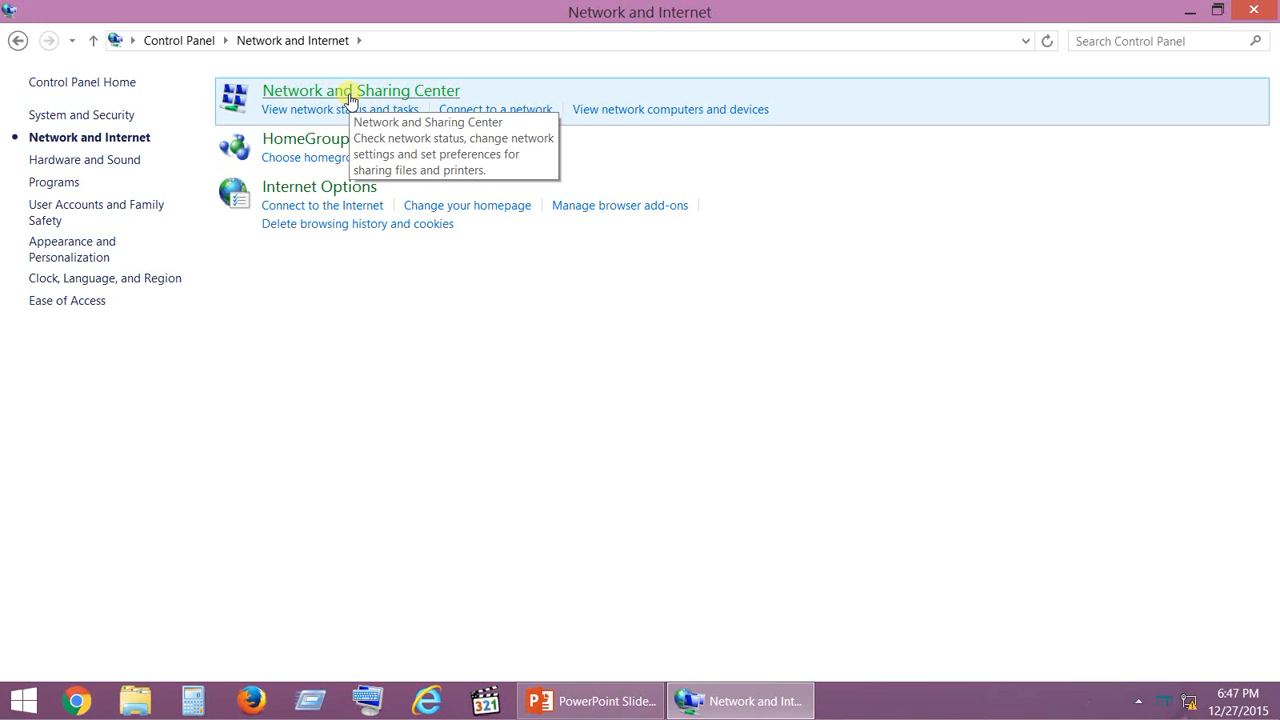 Network and Internet
Control Panel
Network and Internet
Search Control Panel
Control Panel Home
System and Security
Network and Internet
Hardware and Sound
Programs
User Accounts and Family
Safety
Appearance and
Personalization
Clock, Language, and Region
Ease of Access
Network and Sharing Center
View network status and tasks
Connect to a network
View network computers and devices
Network and Sharing Center
Check network status, change network
settings and set preferences for
sharing files and printers.
HomeGroup
Choose
Internet Options
Connect to the Internet
Change your homepage
Manage browser add-ons
Delete browsing history and cookies
321
PowerPoint Slide...
Network and Int...
6:47 PM
12/27/2015